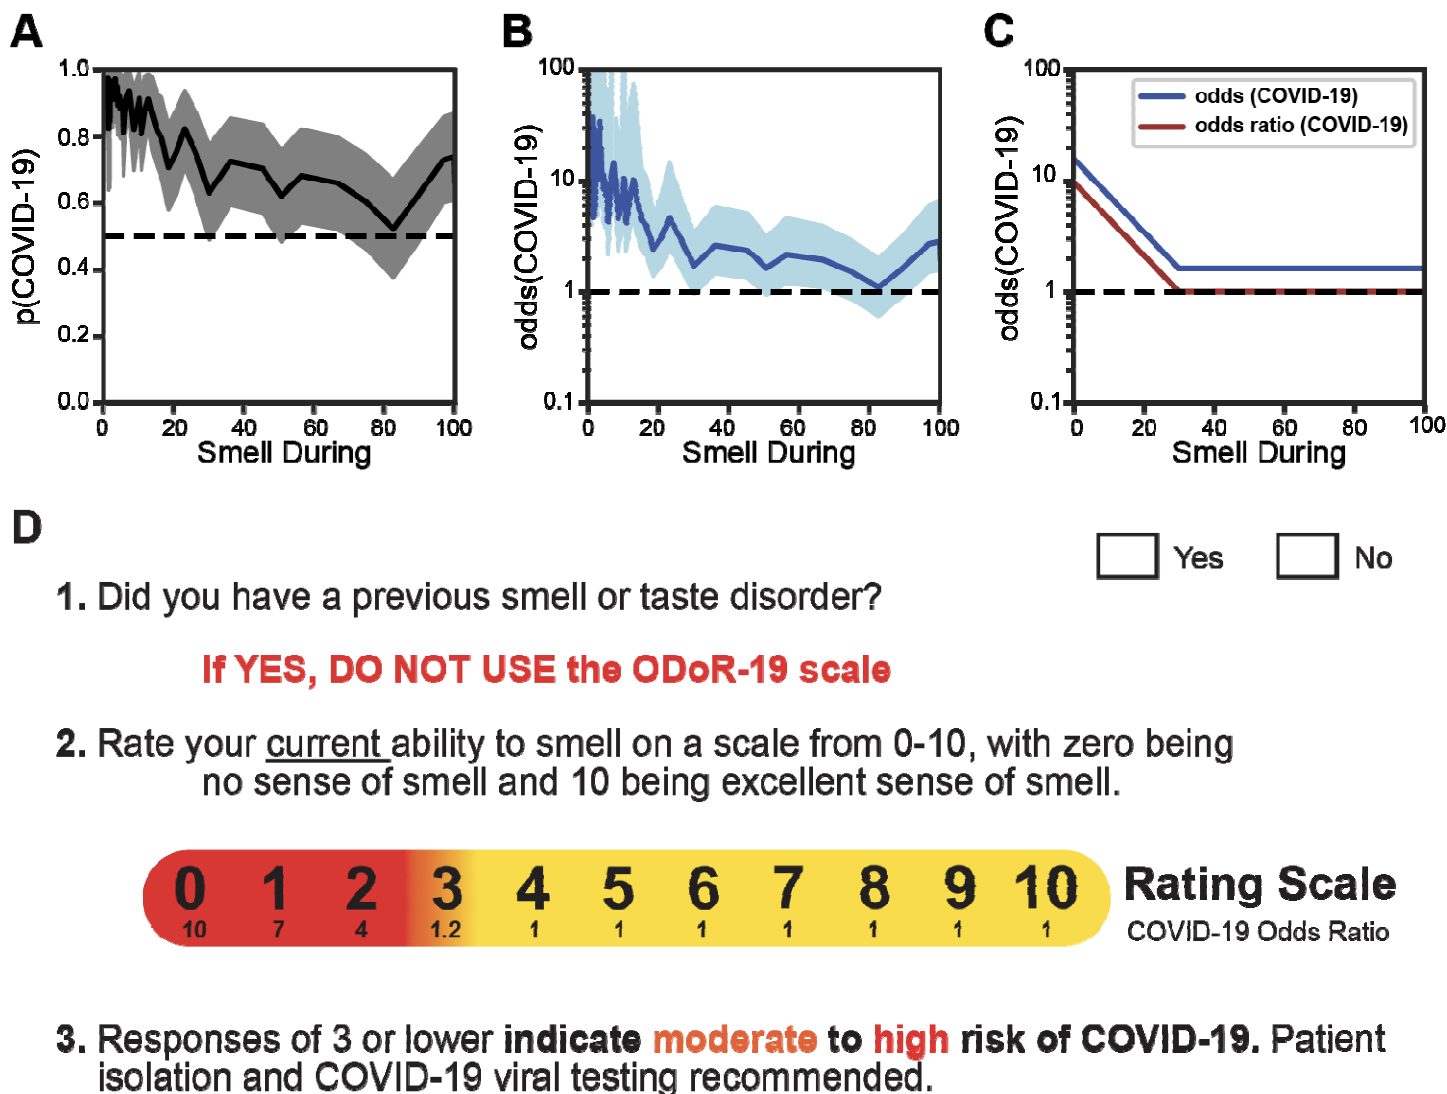 A
B
C
1.0
0.8
0.6
0.4
0.2
0.0
p(COVID-19)
0 20 40 60 80 100
Smell During
100
10
1
0.1
odds(COVID-19)
0 20 40 60 80 100
Smell During
100
10
1
0.1
odds(COVID-19)
odds (COVID-19)
odds ratio (COVID-19)
0 20 40 60 80 100
Smell During
D
Yes No
1. Did you have a previous smell or taste disorder?
If YES, DO NOT USE the ODoR-19 scale
2. Rate your current ability to smell on a scale from 0-10, with zero being
no sense of smell and 10 being excellent sense of smell.
0 1 2 3 4 5 6 7 8 9 10 Rating Scale
10 7 4 1.2 1 1 1 1 1 1 1 COVID-19 Odds Ratio
3. Responses of 3 or lower indicate moderate to high risk of COVID-19. Patient
isolation and COVID-19 viral testing recommended.